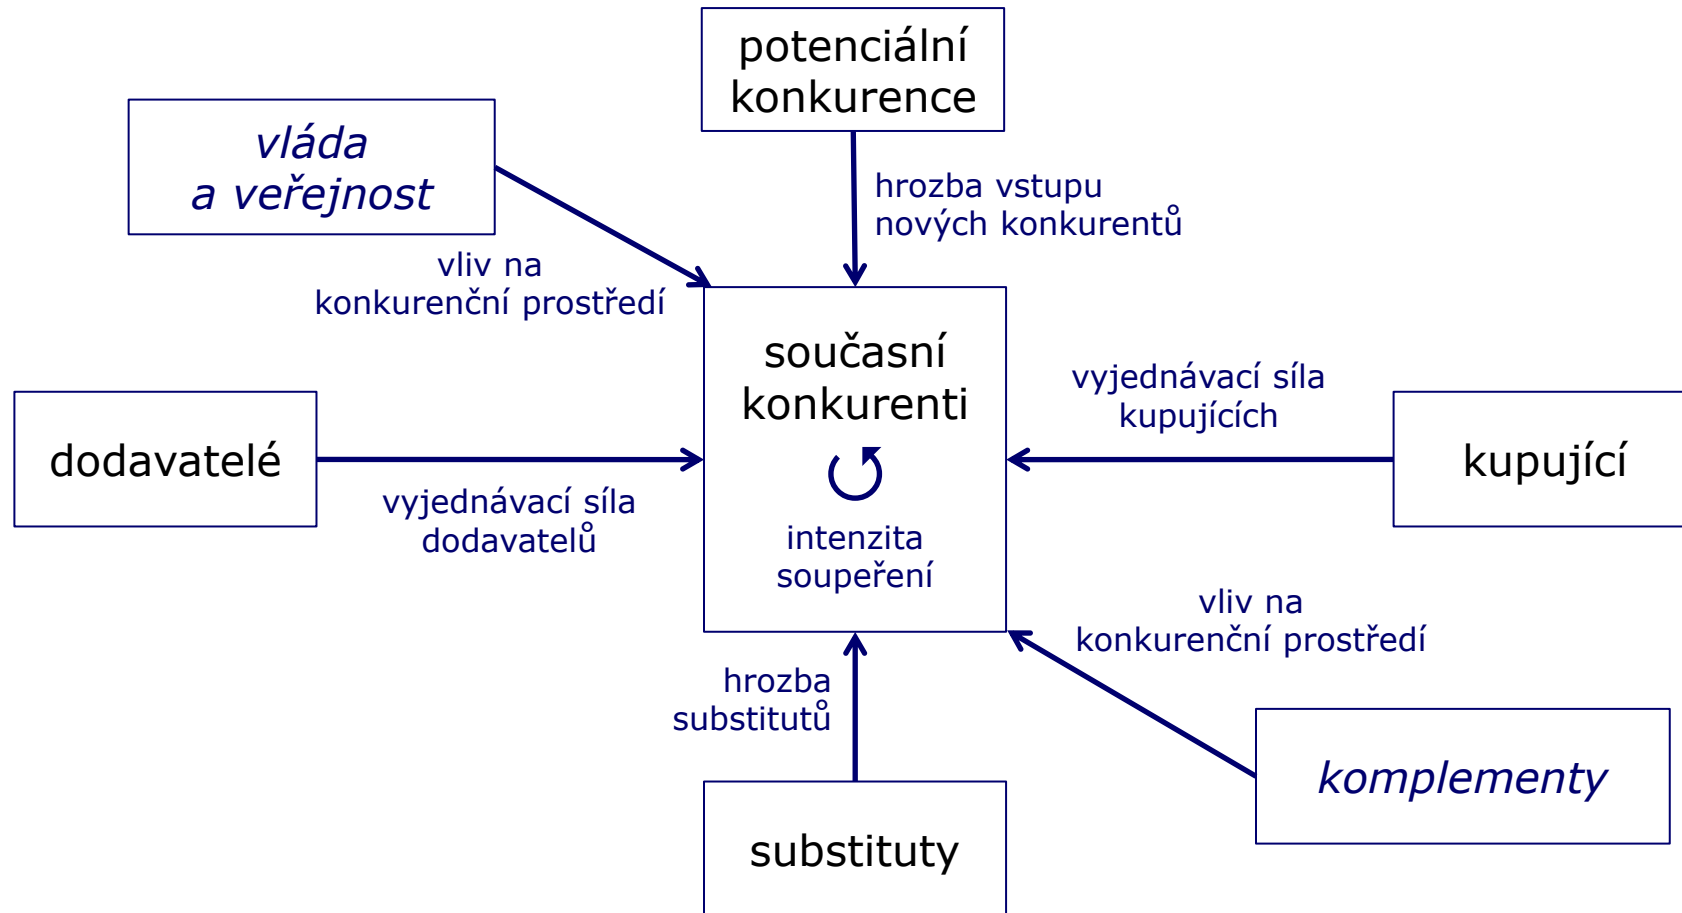 potenciální
konkurence
vláda
a veřejnost
hrozba vstupu
nových konkurentů
vliv na
konkurenční prostředí
současní
konkurenti
intenzita
soupeření
vyjednávací síla
kupujících
dodavatelé
kupující
vyjednávací síla
dodavatelů
vliv na
konkurenční prostředí
hrozba
substitutů
komplementy
substituty